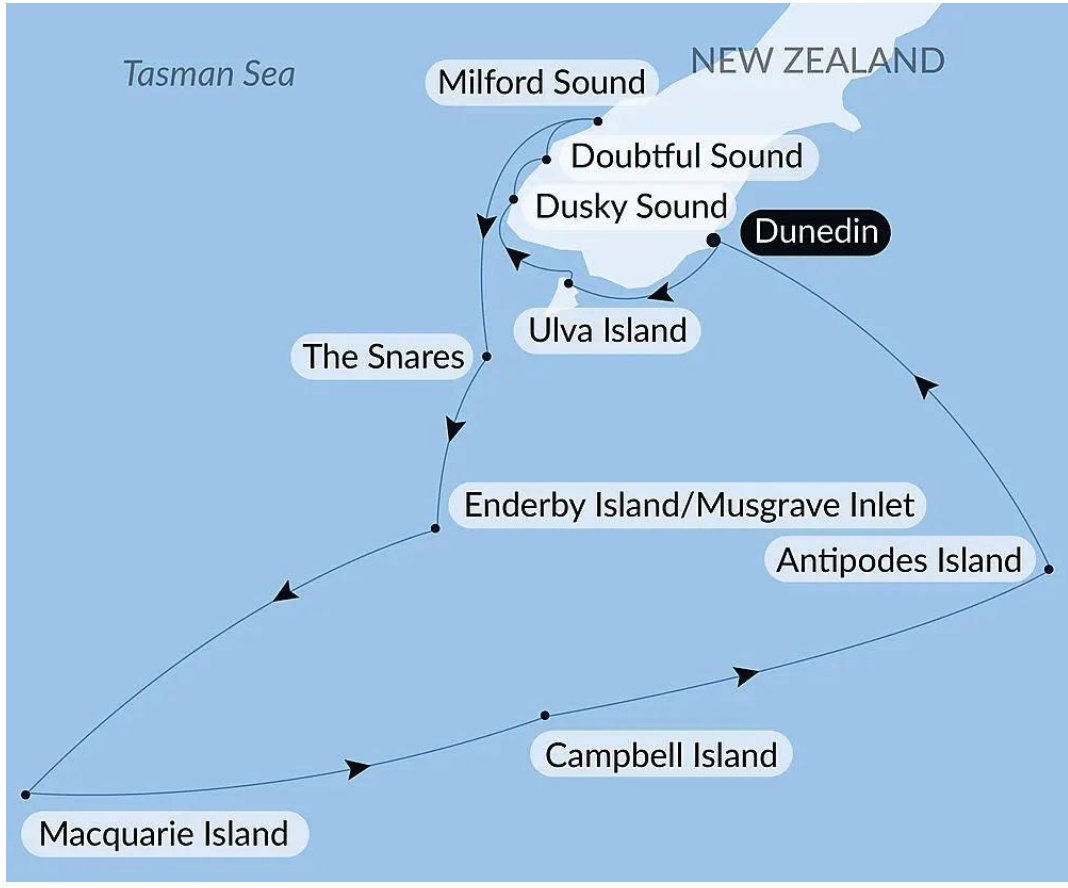 Tasman Sea
NEW ZEALAND
Milford Sound
Doubtful Sound
Dusky Sound
Dunedin
Ulva Island
The Snares
Enderby Island/Musgrave Inlet
Antipodes Island
Campbell Island
Macquarie Island